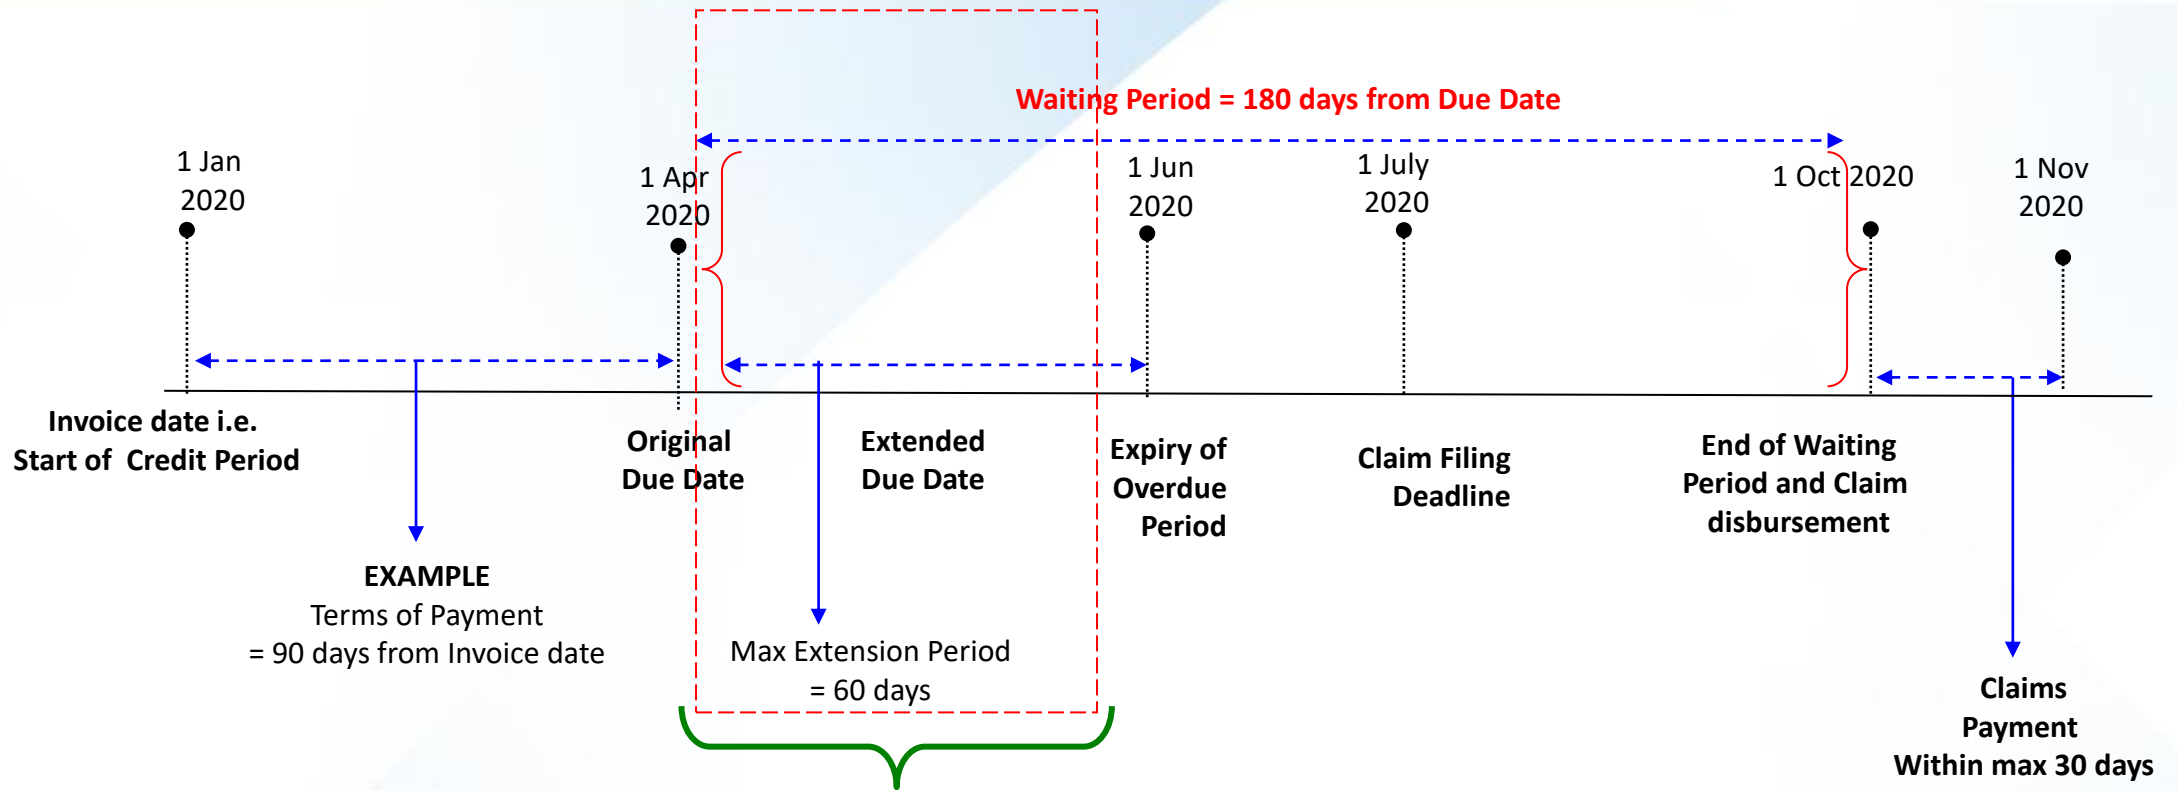 Waiting Period = 180 days from Due Date
1 Jan
2020
1 Apr
2020
1 Jun
2020
1 July
2020
1 Oct 2020
1 Nov
2020
Invoice date i.e.
Start of Credit Period
Original
Due Date
Extended
Due Date
Expiry of
Overdue
Period
Claim Filing
Deadline
End of Waiting
Period and Claim
disbursement
EXAMPLE
Terms of Payment
= 90 days from Invoice date
Max Extension Period
= 60 days
Claims
Payment
Within max 30 days